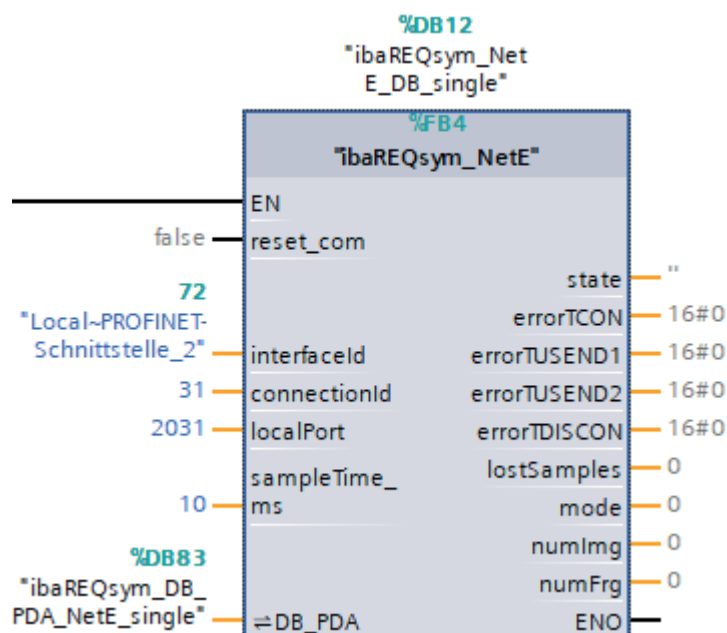 %DB12
"ibaREQsym_Net
E_DB_single"
%FB4
"ibaREQsym_NetE"
EN
false
reset_com
state
''
72
errorTCON
16#0
"Local~PROFINET-
Schnittstelle_2"
interfaceId
errorTUSEND1
16#0
31
connectionId
errorTUSEND2
16#0
2031
localPort
errorTDISCON
16#0
lostSamples
0
sampleTime_
10
ms
mode
0
numImg
0
%DB83
"ibaREQsym_DB_
numFrg
0
PDA_NetE_single"
⇌DB_PDA
ENO